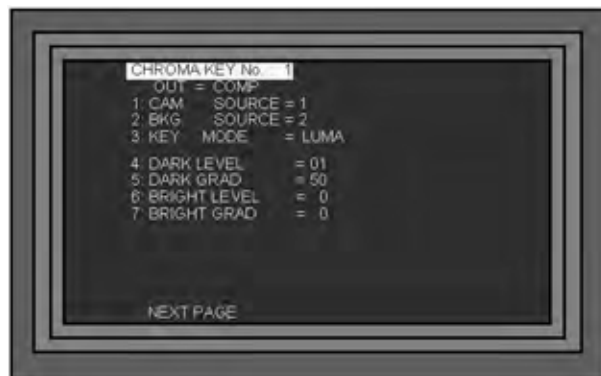 CHROMA KEY No. 1
OUT = COMP
1: CAM SOURCE = 1
2: BKG SOURCE = 2
3: KEY MODE = LUMA
4: DARK LEVEL = 01
5: DARK GRAD = 50
6: BRIGHT LEVEL = 0
7: BRIGHT GRAD = 0
NEXT PAGE